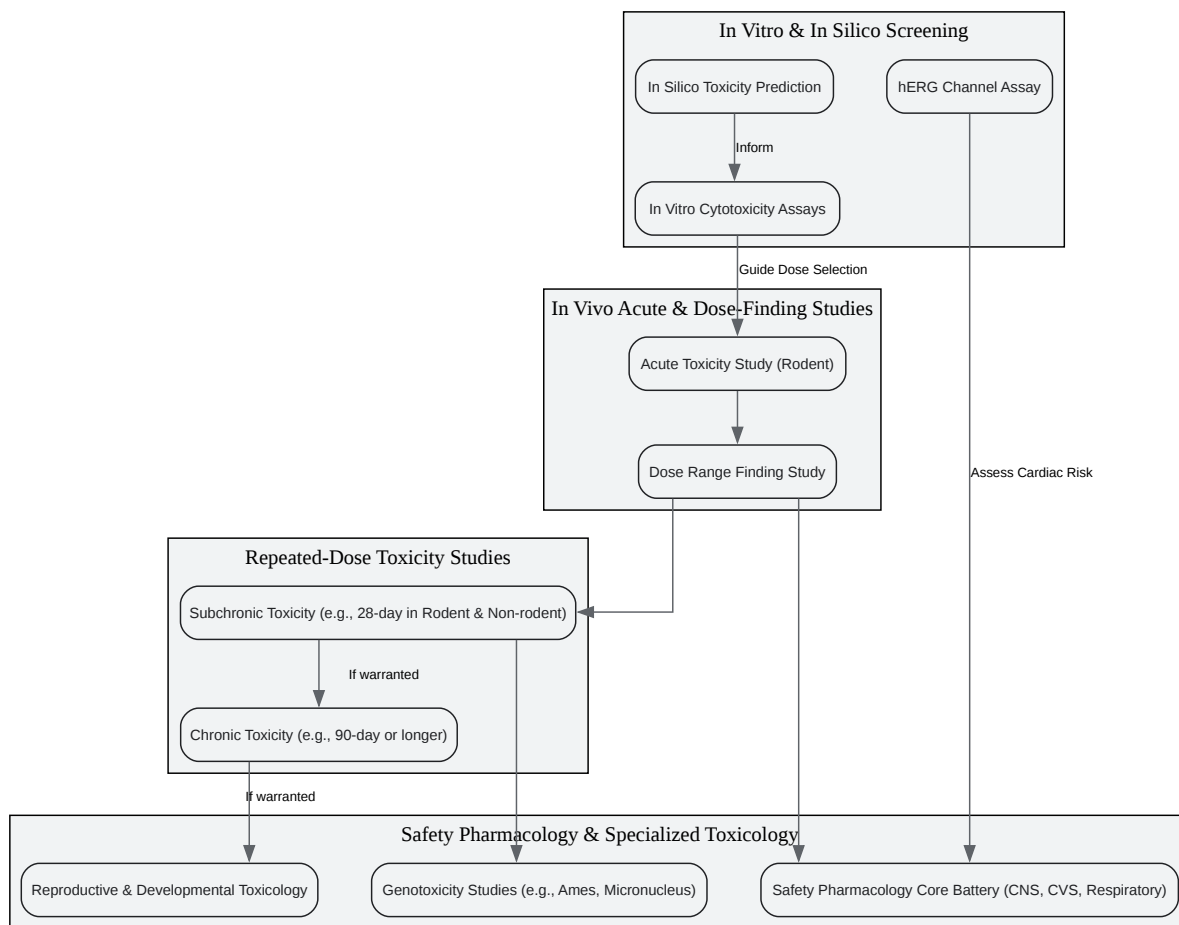 In Vitro & In Silico Screening
In Silico Toxicity Prediction
hERG Channel Assay
Inform
In Vitro Cytotoxicity Assays
Guide Dose Selection
In Vivo Acute & Dose-Finding Studies
Acute Toxicity Study (Rodent)
Dose Range Finding Study
Assess Cardiac Risk
Repeated-Dose Toxicity Studies
Subchronic Toxicity (e.g., 28-day in Rodent & Non-rodent)
If warranted
Chronic Toxicity (e.g., 90-day or longer)
If warranted
Safety Pharmacology & Specialized Toxicology
Reproductive & Developmental Toxicology
Genotoxicity Studies (e.g., Ames, Micronucleus)
Safety Pharmacology Core Battery (CNS, CVS, Respiratory)